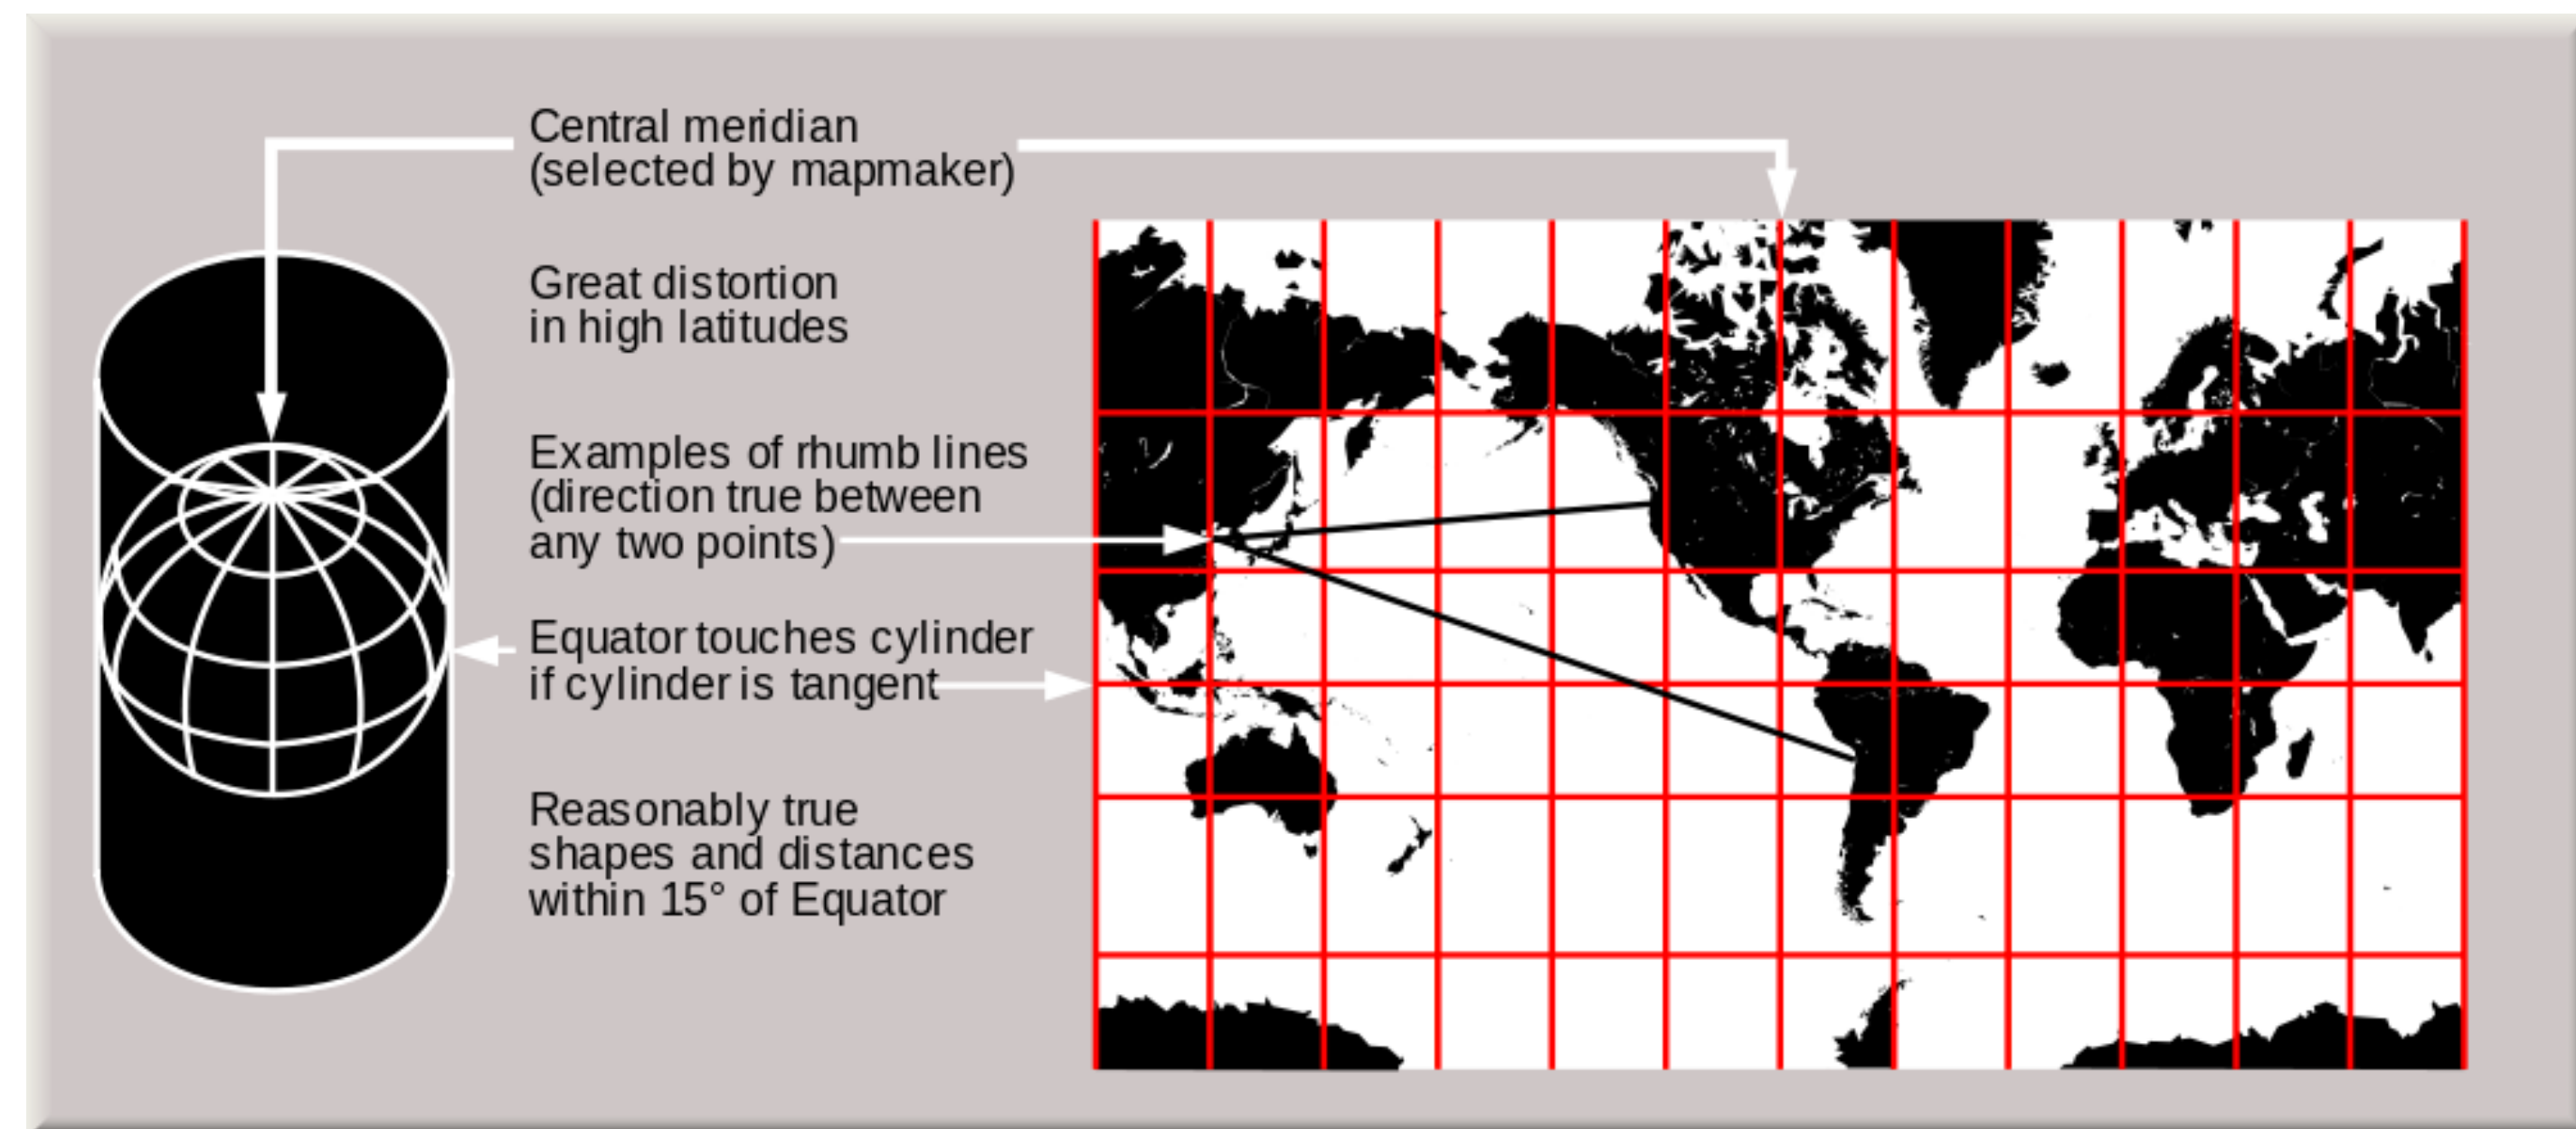 Central meridian
(selected by mapmaker)
Great distortion
in high latitudes
Examples of rhumb lines
(direction true between
any two points)
Equator touches cylinder
if cylinder is tangent
Reasonably true
shapes and distances
within 15° of Equator